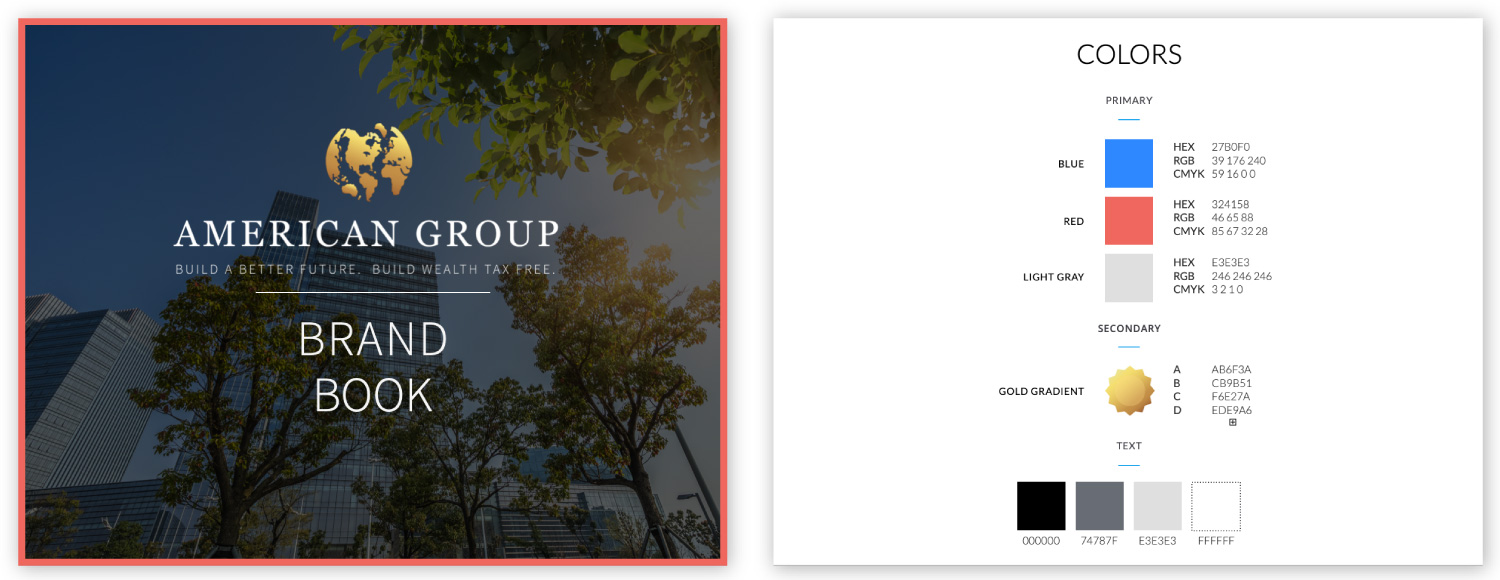 AMERICAN GROUP
BUILD A BETTER FUTURE. BUILD WEALTH TAX FREE.
BRAND
BOOK
COLORS
PRIMARY
BLUE
HEX 27B0F0
RGB 39 176 240
CMYK 59 16 0 0
RED
HEX 324158
RGB 46 65 88
CMYK 85 67 32 28
LIGHT GRAY
HEX E3E3E3
RGB 246 246 246
CMYK 3 2 1 0
SECONDARY
GOLD GRADIENT
A AB6F3A
B CB9B51
C F6E27A
D EDE9A6
TEXT
000000 74787F E3E3E3 FFFFFF